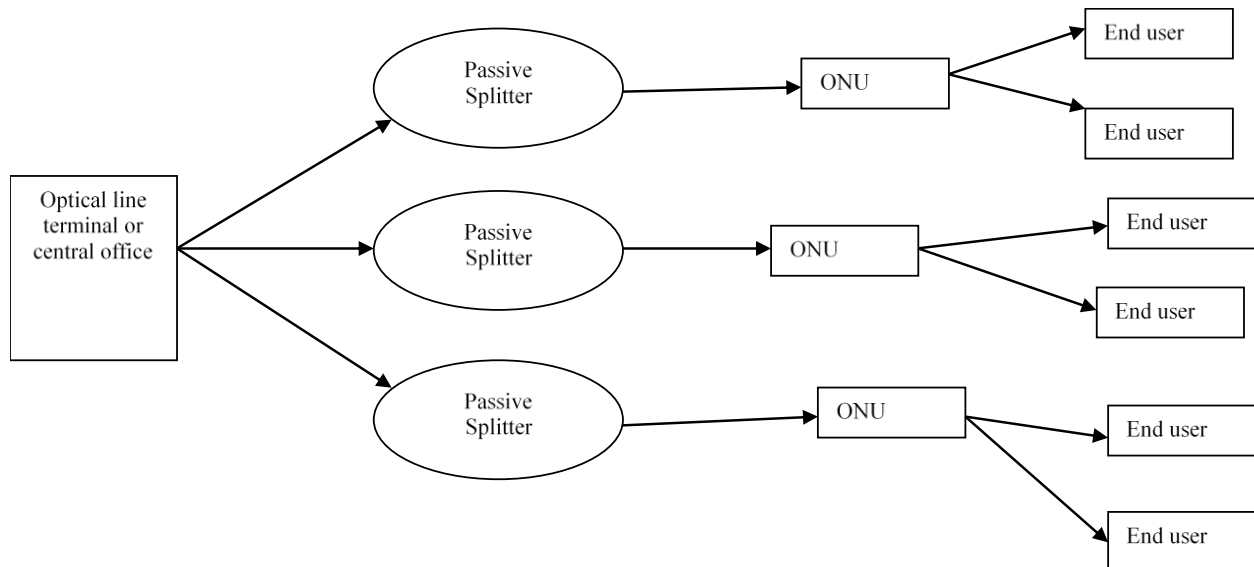 Optical line
terminal or
central office
Passive
Splitter
ONU
End user
End user
Passive
Splitter
ONU
End user
End user
Passive
Splitter
ONU
End user
End user